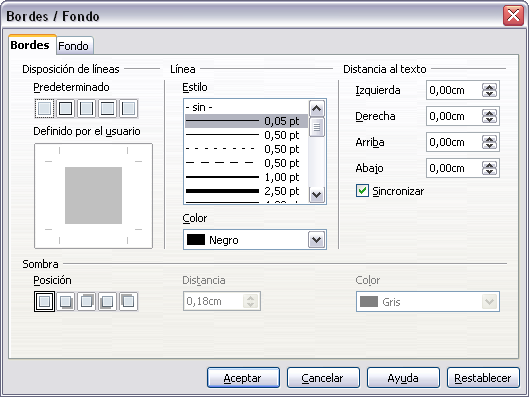 Bordes / Fondo
Bordes
Fondo
Disposición de líneas
Predeterminado
Definido por el usuario
Línea
Estilo
- sin -
0,05 pt
0,50 pt
0,50 pt
0,50 pt
1,00 pt
2,50 pt
Color
Negro
Distancia al texto
Izquierda 0,00cm
Derecha 0,00cm
Arriba 0,00cm
Abajo 0,00cm
Sincronizar
Sombra
Posición
Distancia
0,18cm
Color
Gris
Aceptar
Cancelar
Ayuda
Restablecer